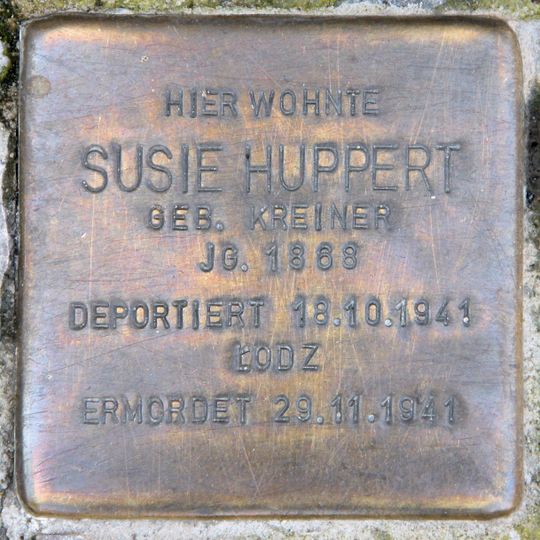 HIER WOHNTE
SUSIE HUPPERT
GEB. KREINER
JG. 1868
DEPORTIERT 18.10.1941
ŁODZ
ERMORDET 29.11.1941